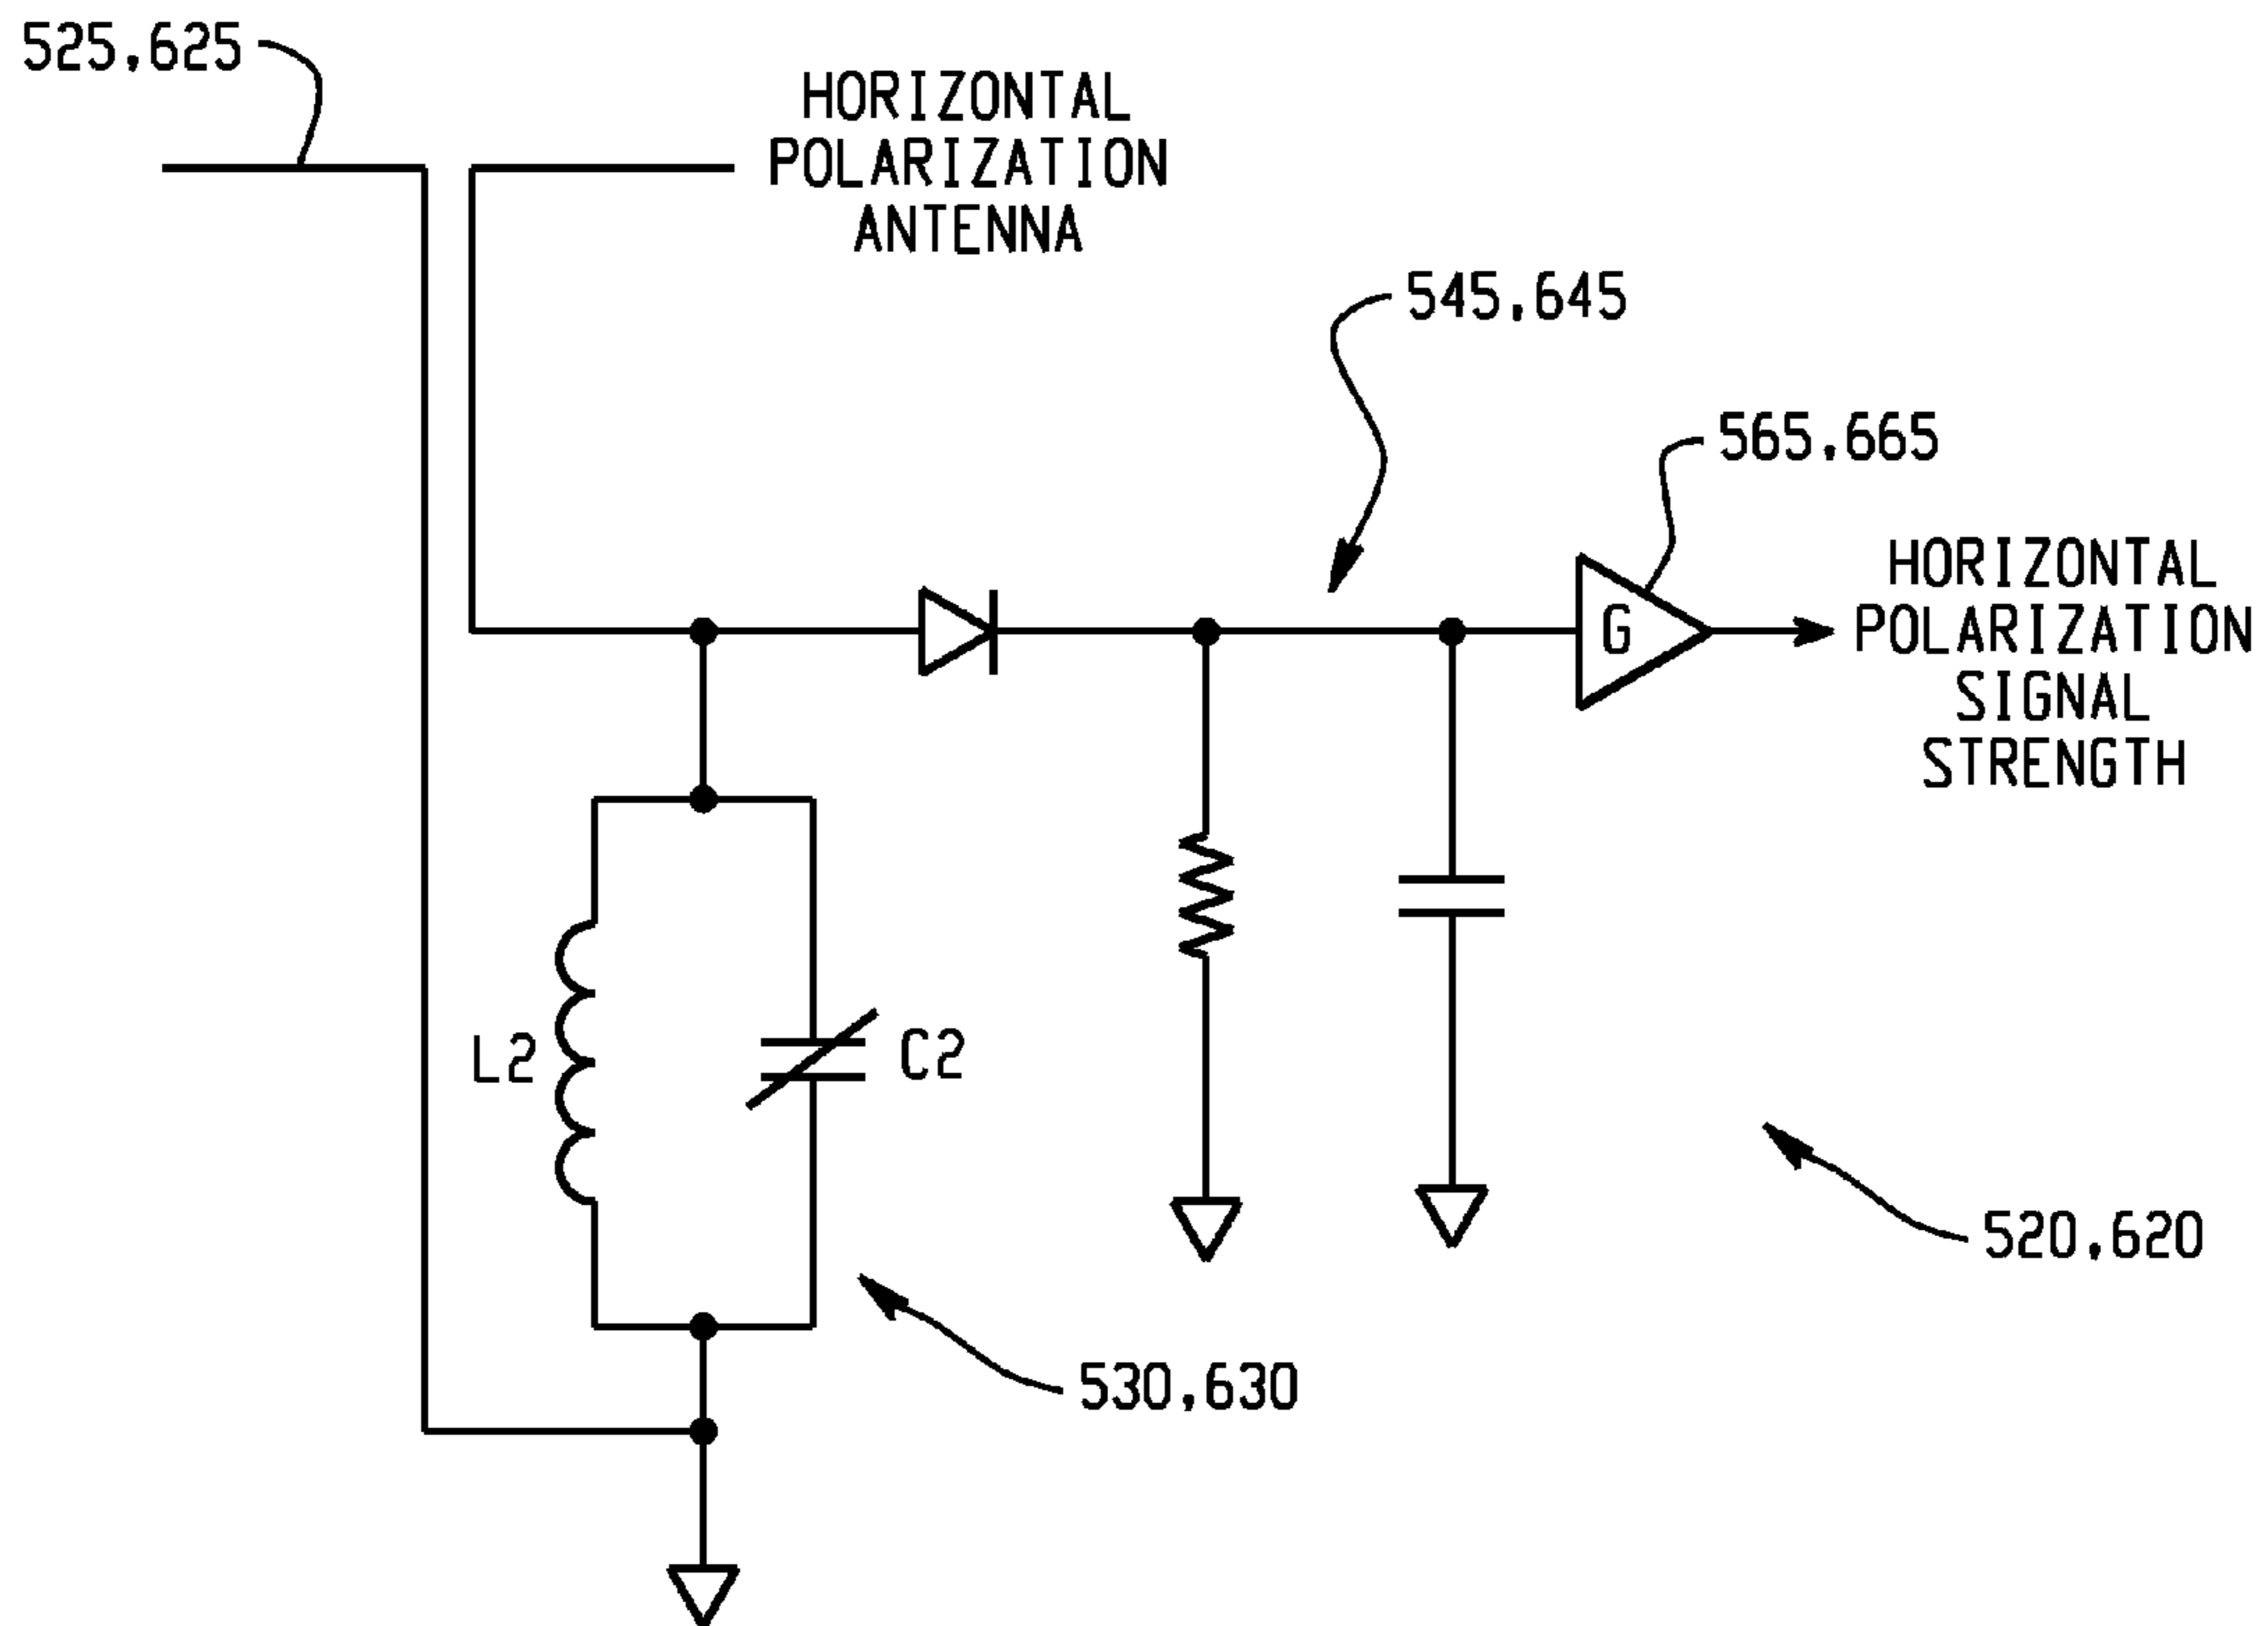 525,625
HORIZONTAL
POLARIZATION
ANTENNA
545,645
565,665
G
HORIZONTAL
POLARIZATION
SIGNAL
STRENGTH
L2
C2
520,620
530,630